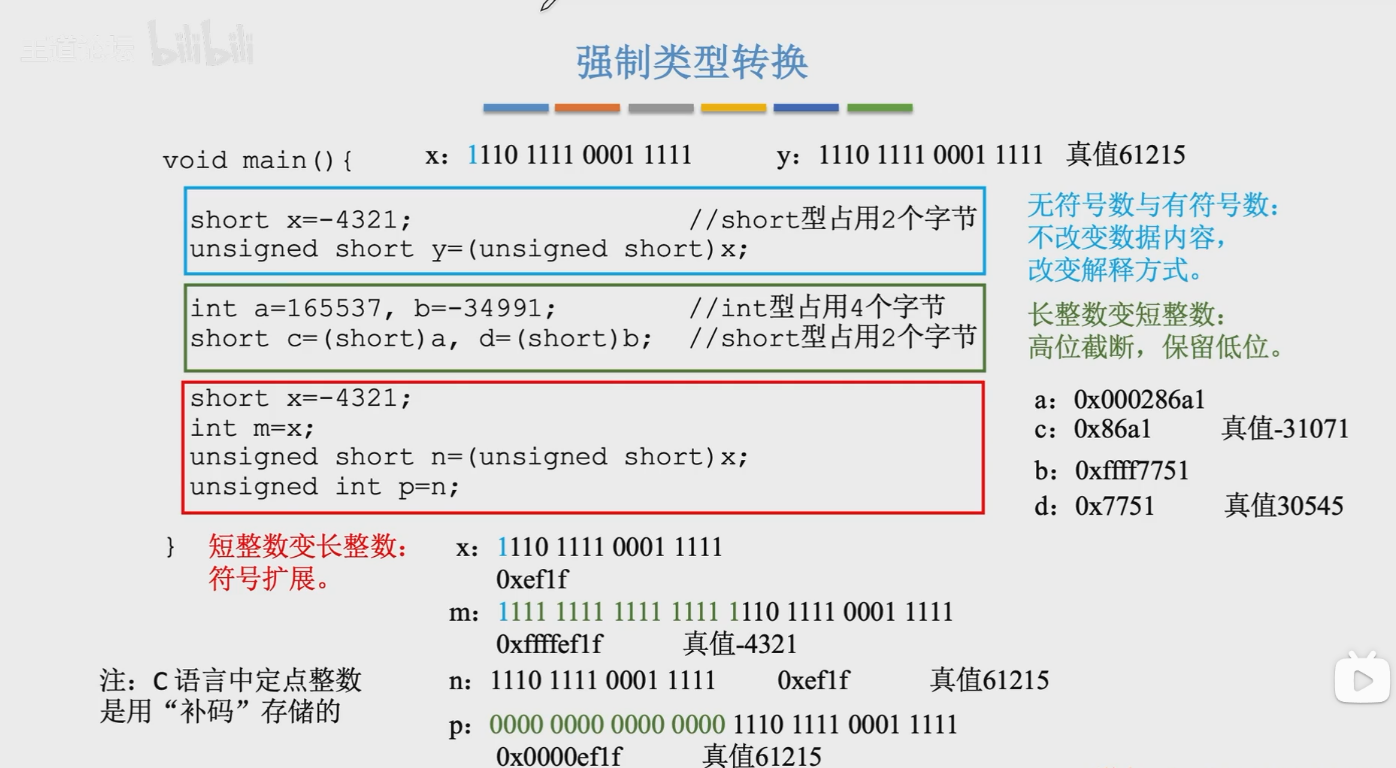 bilibili
强制类型转换
void main(){
x：1110 1111 0001 1111
y：1110 1111 0001 1111 真值61215
short x=-4321; //short型占用2个字节
unsigned short y=(unsigned short)x;
无符号数与有符号数：
不改变数据内容，
改变解释方式。
int a=165537, b=-34991; //int型占用4个字节
short c=(short)a, d=(short)b; //short型占用2个字节
长整数变短整数：
高位截断，保留低位。
short x=-4321;
int m=x;
unsigned short n=(unsigned short)x;
unsigned int p=n;
a：0x000286a1
c：0x86a1 真值-31071
b：0xffff7751
d：0x7751 真值30545
}
短整数变长整数：
符号扩展。
x：1110 1111 0001 1111
0xef1f
m：1111 1111 1111 1111 1110 1111 0001 1111
0xffffef1f 真值-4321
注：C 语言中定点整数
是用“补码”存储的
n：1110 1111 0001 1111 0xef1f 真值61215
p：0000 0000 0000 0000 1110 1111 0001 1111
0x0000ef1f 真值61215